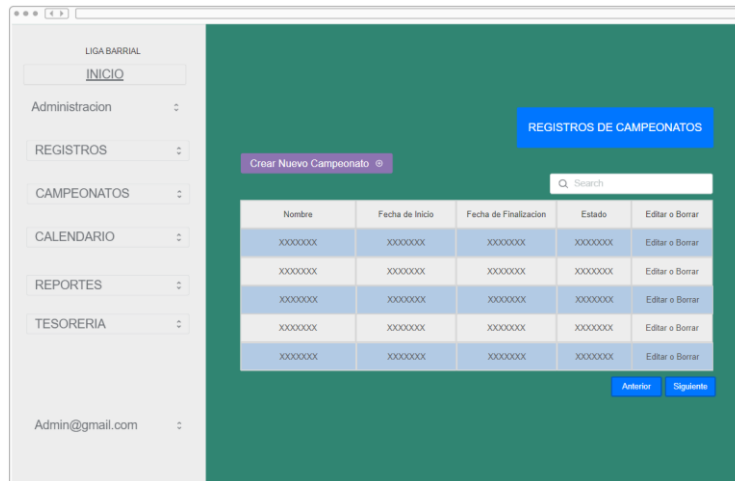 LIGA BARRIAL
INICIO
Administracion
REGISTROS
CAMPEONATOS
CALENDARIO
REPORTES
TESORERIA
Admin@gmail.com
REGISTROS DE CAMPEONATOS
Crear Nuevo Campeonato
Search
Nombre Fecha de Inicio Fecha de Finalizacion Estado Editar o Borrar
XXXXXXX XXXXXXX XXXXXXX XXXXXXX Editar o Borrar
XXXXXXX XXXXXXX XXXXXXX XXXXXXX Editar o Borrar
XXXXXXX XXXXXXX XXXXXXX XXXXXXX Editar o Borrar
XXXXXXX XXXXXXX XXXXXXX XXXXXXX Editar o Borrar
XXXXXXX XXXXXXX XXXXXXX XXXXXXX Editar o Borrar
Anterior Siguiente